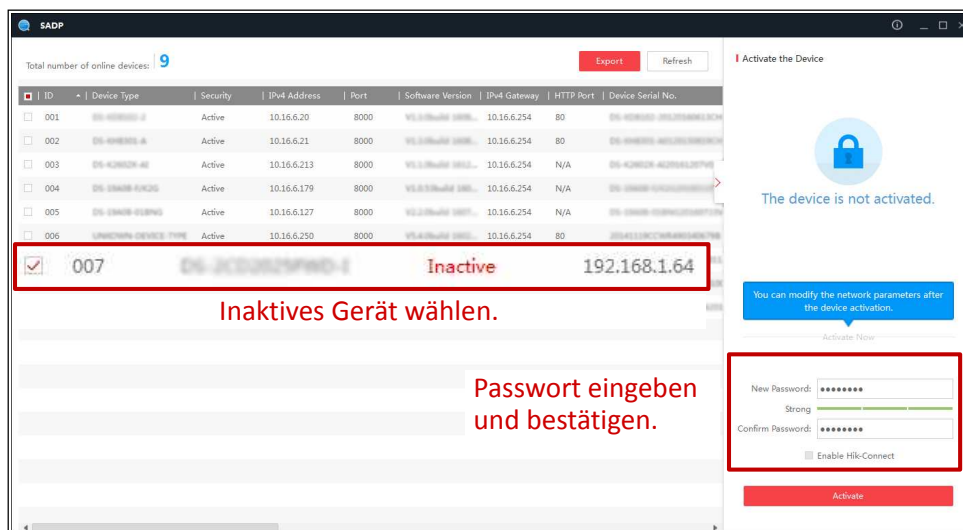 SADP
Total number of online devices: 9
Export Refresh
ID Device Type Security IPv4 Address Port Software Version IPv4 Gateway HTTP Port Device Serial No.
001 Active 10.16.6.20 8000 10.16.6.254 80
002 Active 10.16.6.21 8000 10.16.6.254 80
003 Active 10.16.6.213 8000 10.16.6.254 N/A
004 Active 10.16.6.179 8000 10.16.6.254 N/A
005 Active 10.16.6.127 8000 10.16.6.254 N/A
006 Active 10.16.6.250 8000 10.16.6.254 80
007 Inactive 192.168.1.64
Inaktives Gerät wählen.
Passwort eingeben
und bestätigen.
Activate the Device
The device is not activated.
You can modify the network parameters after
the device activation.
Activate Now
New Password: ●●●●●●●●
Strong
Confirm Password: ●●●●●●●●
Enable Hik-Connect
Activate